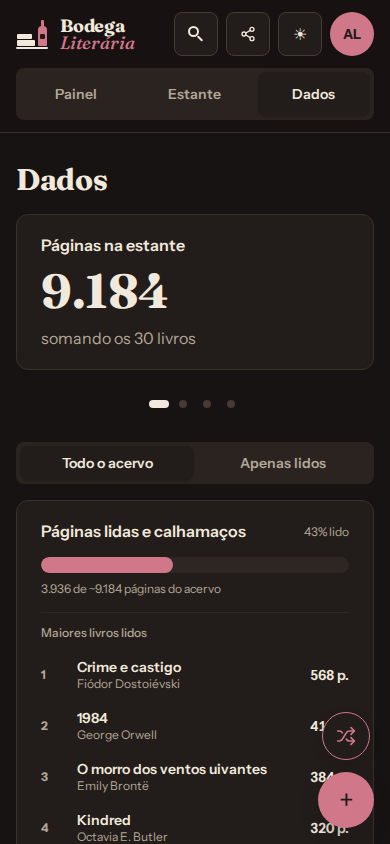 Bodega
Literária
AL
Painel
Estante
Dados
Dados
Páginas na estante
9.184
somando os 30 livros
Todo o acervo
Apenas lidos
Páginas lidas e calhamaços
43% lido
3.936 de ~9.184 páginas do acervo
Maiores livros lidos
1
Crime e castigo
568 p.
Fiódor Dostoiévski
2
1984
George Orwell
3
O morro dos ventos uivantes
Emily Brontë
4
Kindred
320 p.
Octavia E. Butler
+